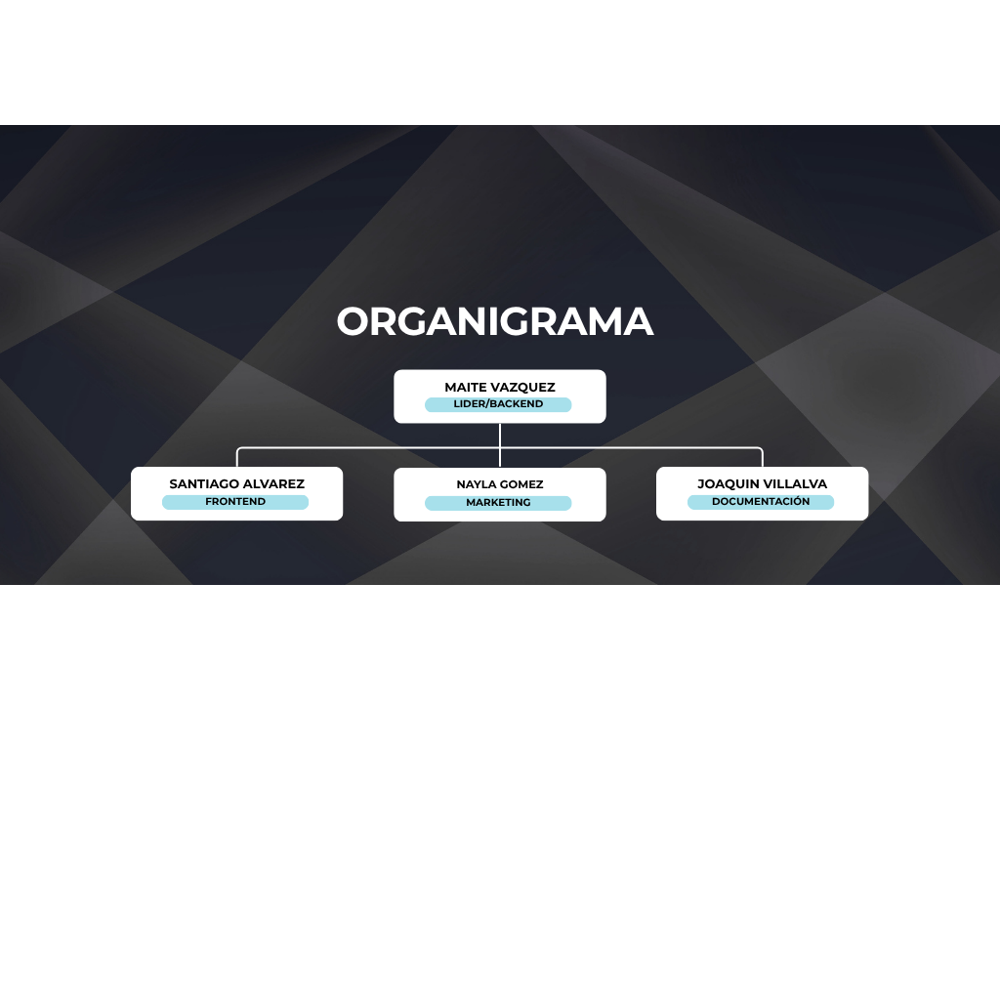 ORGANIGRAMA
MAITE VAZQUEZ
LIDER/BACKEND
SANTIAGO ALVAREZ
FRONTEND
NAYLA GOMEZ
MARKETING
JOAQUIN VILLALVA
DOCUMENTACIÓN